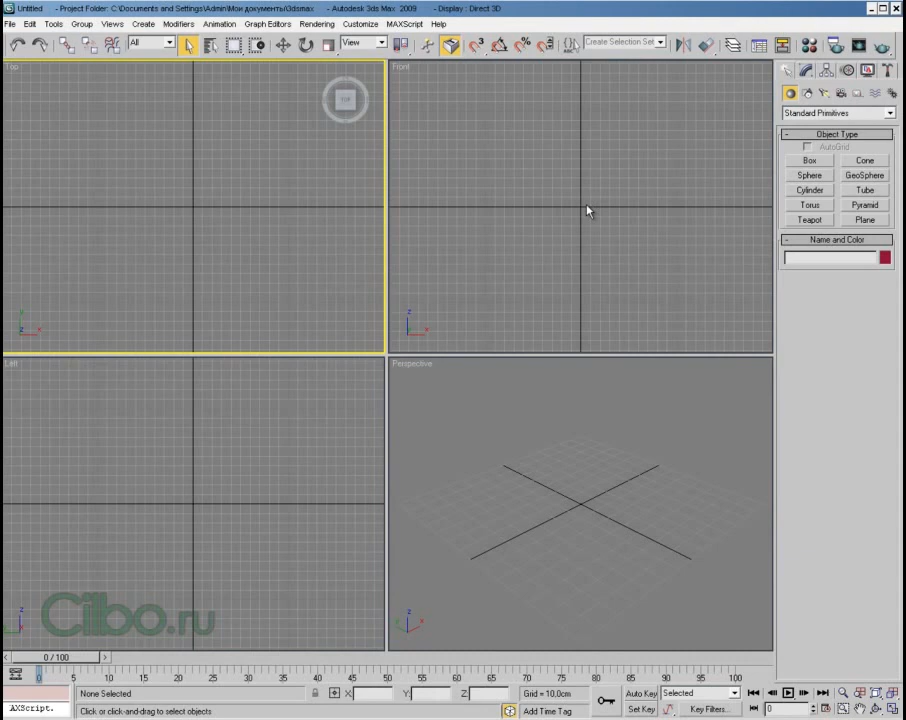 Untitled - Project Folder: C:\Documents and Settings\Admin\Мои документы\3dsmax - Autodesk 3ds Max 2009 - Display : Direct 3D
File Edit Tools Group Views Create Modifiers Animation Graph Editors Rendering Customize MAXScript Help
All View Create Selection Set
Top
TOP
Front
Standard Primitives
- Object Type
AutoGrid
Box Cone
Sphere GeoSphere
Cylinder Tube
Torus Pyramid
Teapot Plane
- Name and Color
y
z x
z
x
Left
Perspective
z
z
x
Cilbo.ru
0 / 100
0 5 10 15 20 25 30 35 40 45 50 55 60 65 70 75 80 85 90 95 100
None Selected X: Y: Z: Grid = 10,0cm Auto Key Selected
AXScript. Click or click-and-drag to select objects Add Time Tag Set Key Key Filters... 0